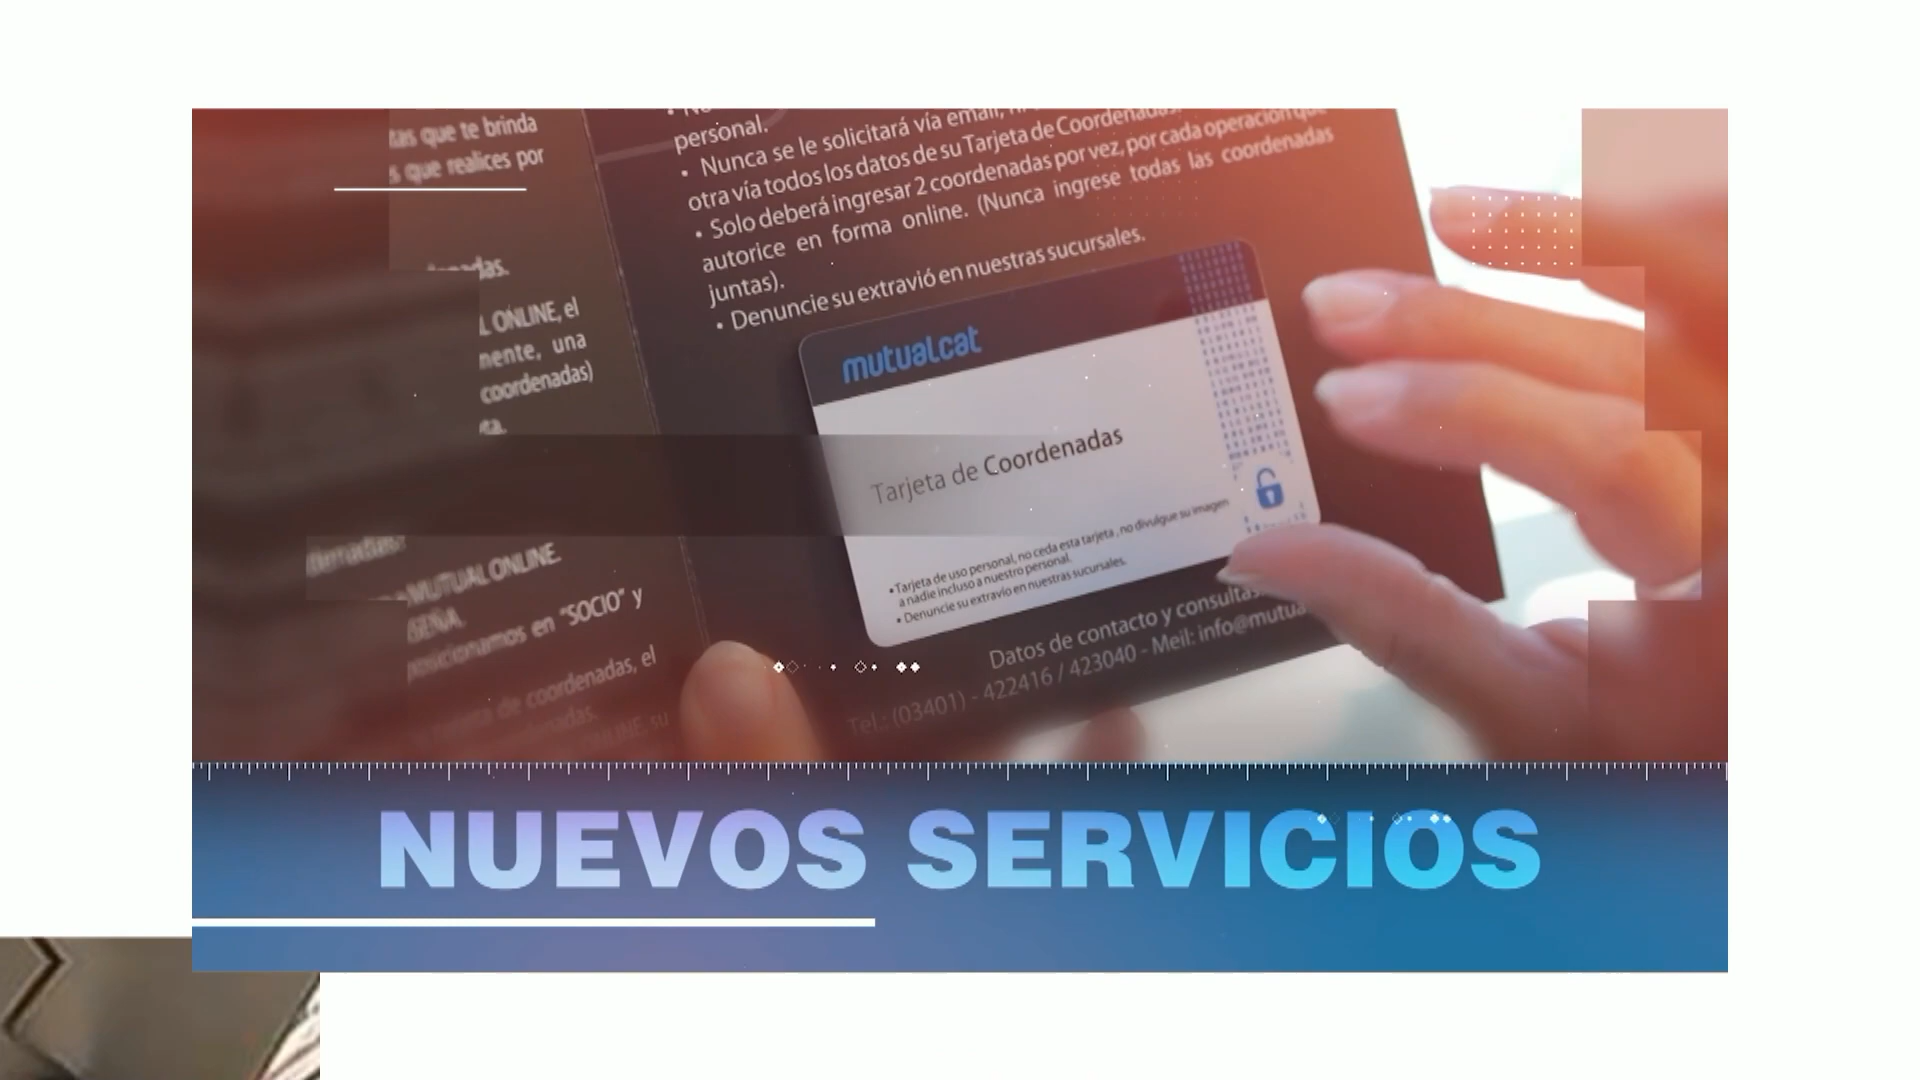 tas que te brinda
s que realices por
L ONLINE, el
mente, una
coordenadas)
ta.
MUTUAL ONLINE.
posicionamos en "SOCIO" y
de coordenadas, el
ONLINE, su
personal.
• Nunca se le solicitará vía email,
otra vía todos los datos de su Tarjeta de Coordenadas.
• Solo deberá ingresar 2 coordenadas por vez, por cada operación que
autorice en forma online. (Nunca ingrese todas las coordenadas
juntas).
• Denuncie su extravió en nuestras sucursales.
mutualcat
Tarjeta de Coordenadas
• Tarjeta de uso personal, no ceda esta tarjeta , no divulgue su imagen
a nadie incluso a nuestro personal.
• Denuncie su extravío en nuestras sucursales.
Datos de contacto y consultas
Tel.: (03401) - 422416 / 423040 - Meil: info@mutua
NUEVOS SERVICIOS